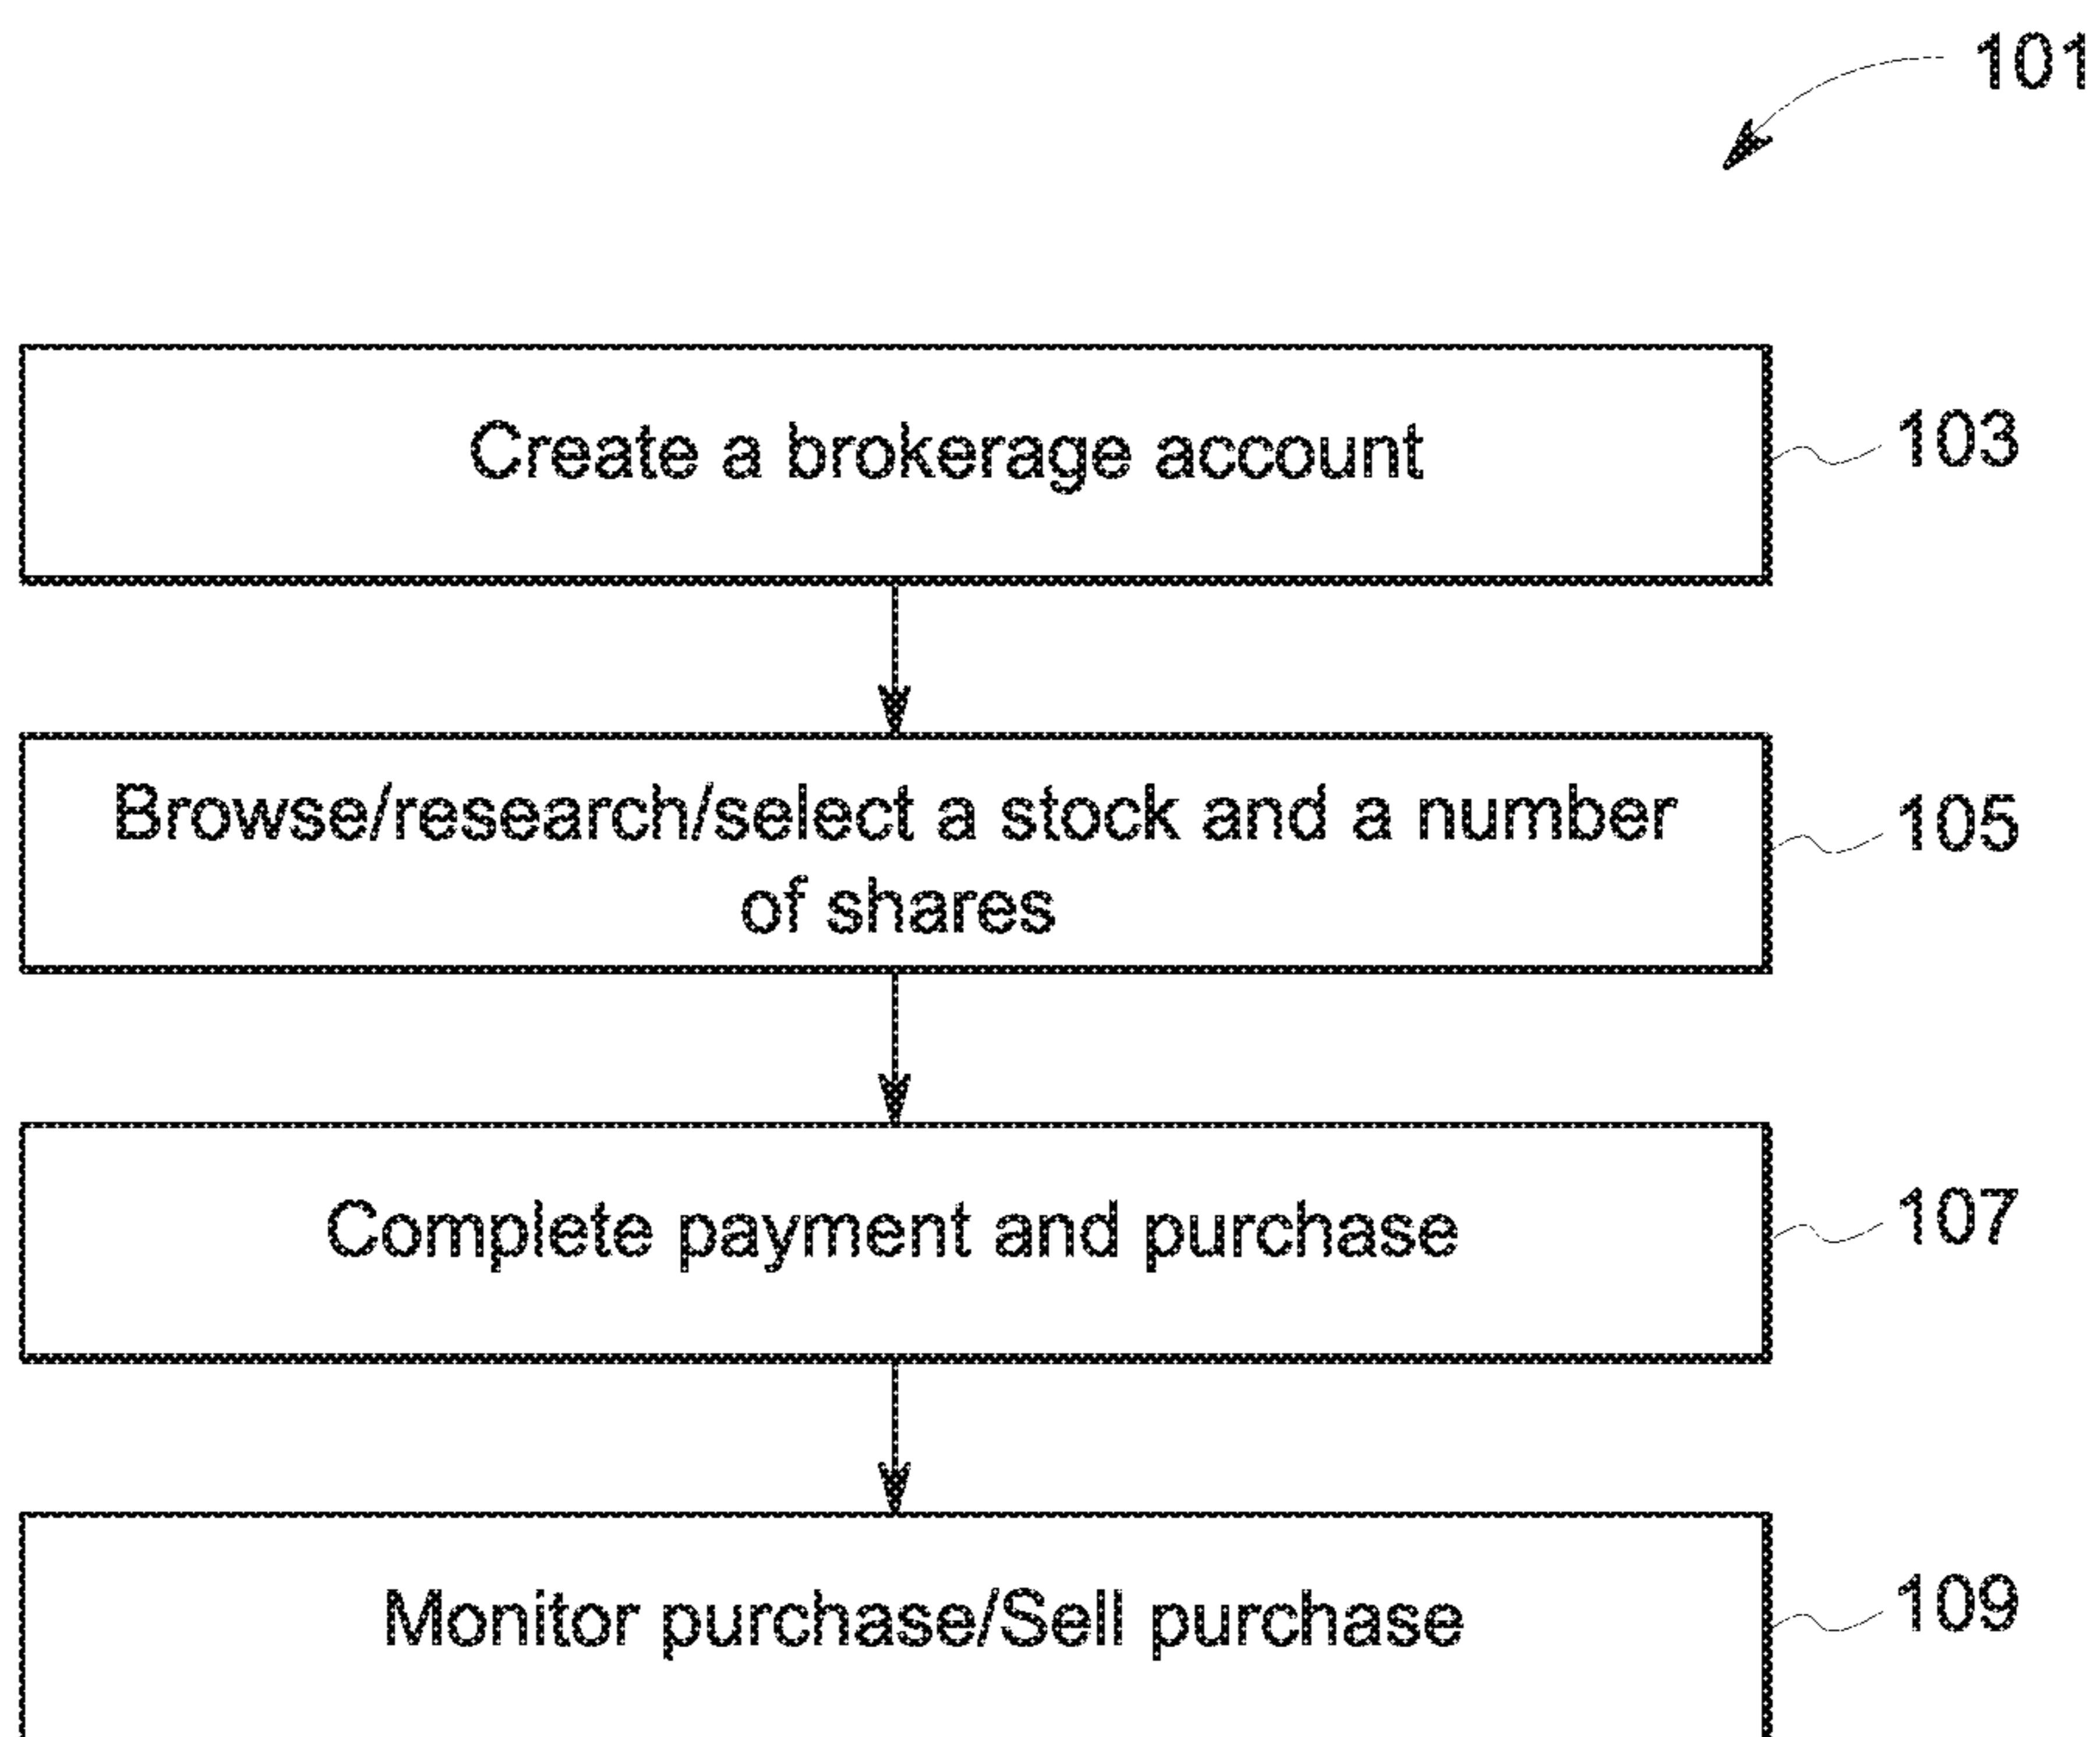 101
Create a brokerage account
103
Browse/research/select a stock and a number
of shares
105
Complete payment and purchase
107
Monitor purchase/Sell purchase
109